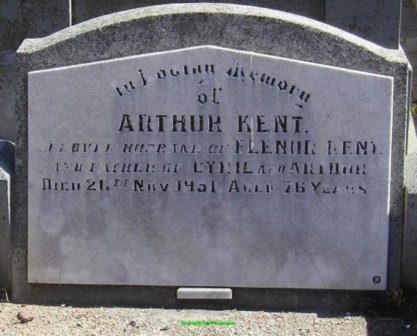 In Loving Memory
of
ARTHUR KENT.
BELOVED HUSBAND OF ELENOR KENT.
AND FATHER OF CYRIL AND ARTHUR
DIED 26TH NOV 1951 AGED 76 YEARS